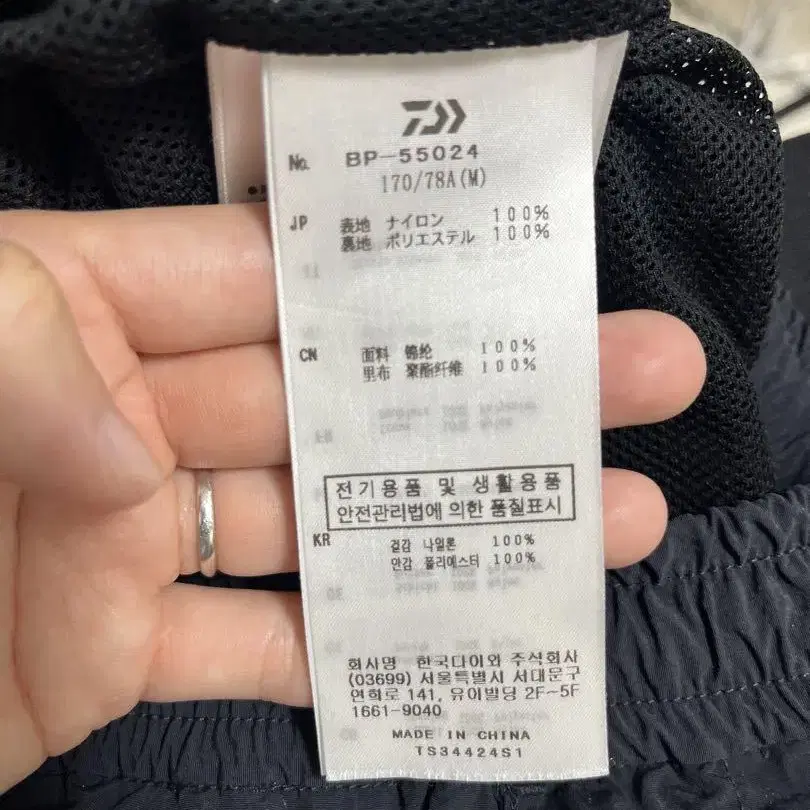 No. BP-55024
170/78A(M)
JP 表地 ナイロン 100%
裏地 ポリエステル 100%
CN 面料 锦纶 100%
里布 聚酯纤维 100%
전기용품 및 생활용품
안전관리법에 의한 품질표시
KR 겉감 나일론 100%
안감 폴리에스터 100%
회사명 한국다이와 주식회사
(03699) 서울특별시 서대문구
연희로 141, 유이빌딩 2F~5F
1661-9040
MADE IN CHINA
TS34424S1